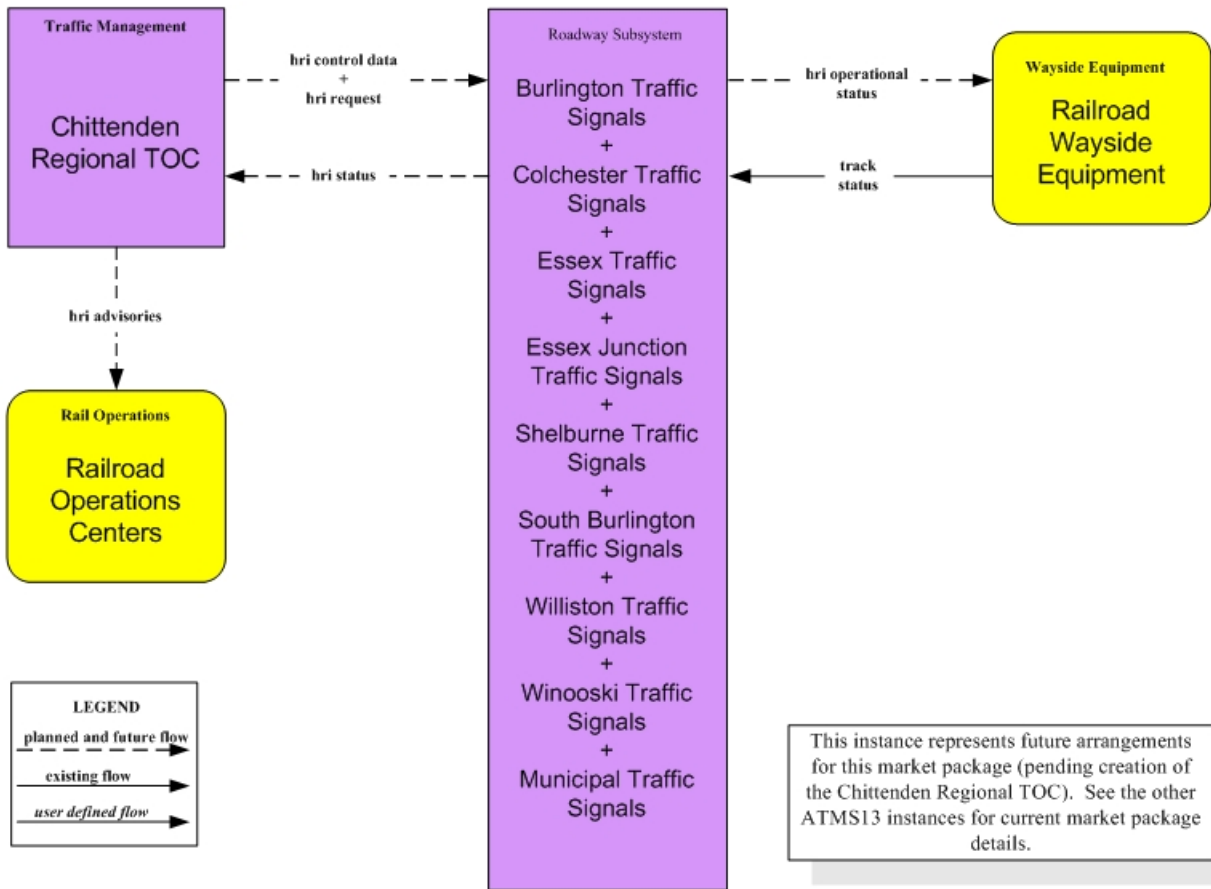 Traffic Management
Chittenden
Regional TOC
hri control data
+
hri request
hri status
hri advisories
Rail Operations
Railroad
Operations
Centers
Roadway Subsystem
Burlington Traffic
Signals
+
Colchester Traffic
Signals
+
Essex Traffic
Signals
+
Essex Junction
Traffic Signals
+
Shelburne Traffic
Signals
+
South Burlington
Traffic Signals
+
Williston Traffic
Signals
+
Winooski Traffic
Signals
+
Municipal Traffic
Signals
hri operational
status
track
status
Wayside Equipment
Railroad
Wayside
Equipment
LEGEND
planned and future flow
existing flow
user defined flow
This instance represents future arrangements
for this market package (pending creation of
the Chittenden Regional TOC). See the other
ATMS13 instances for current market package
details.